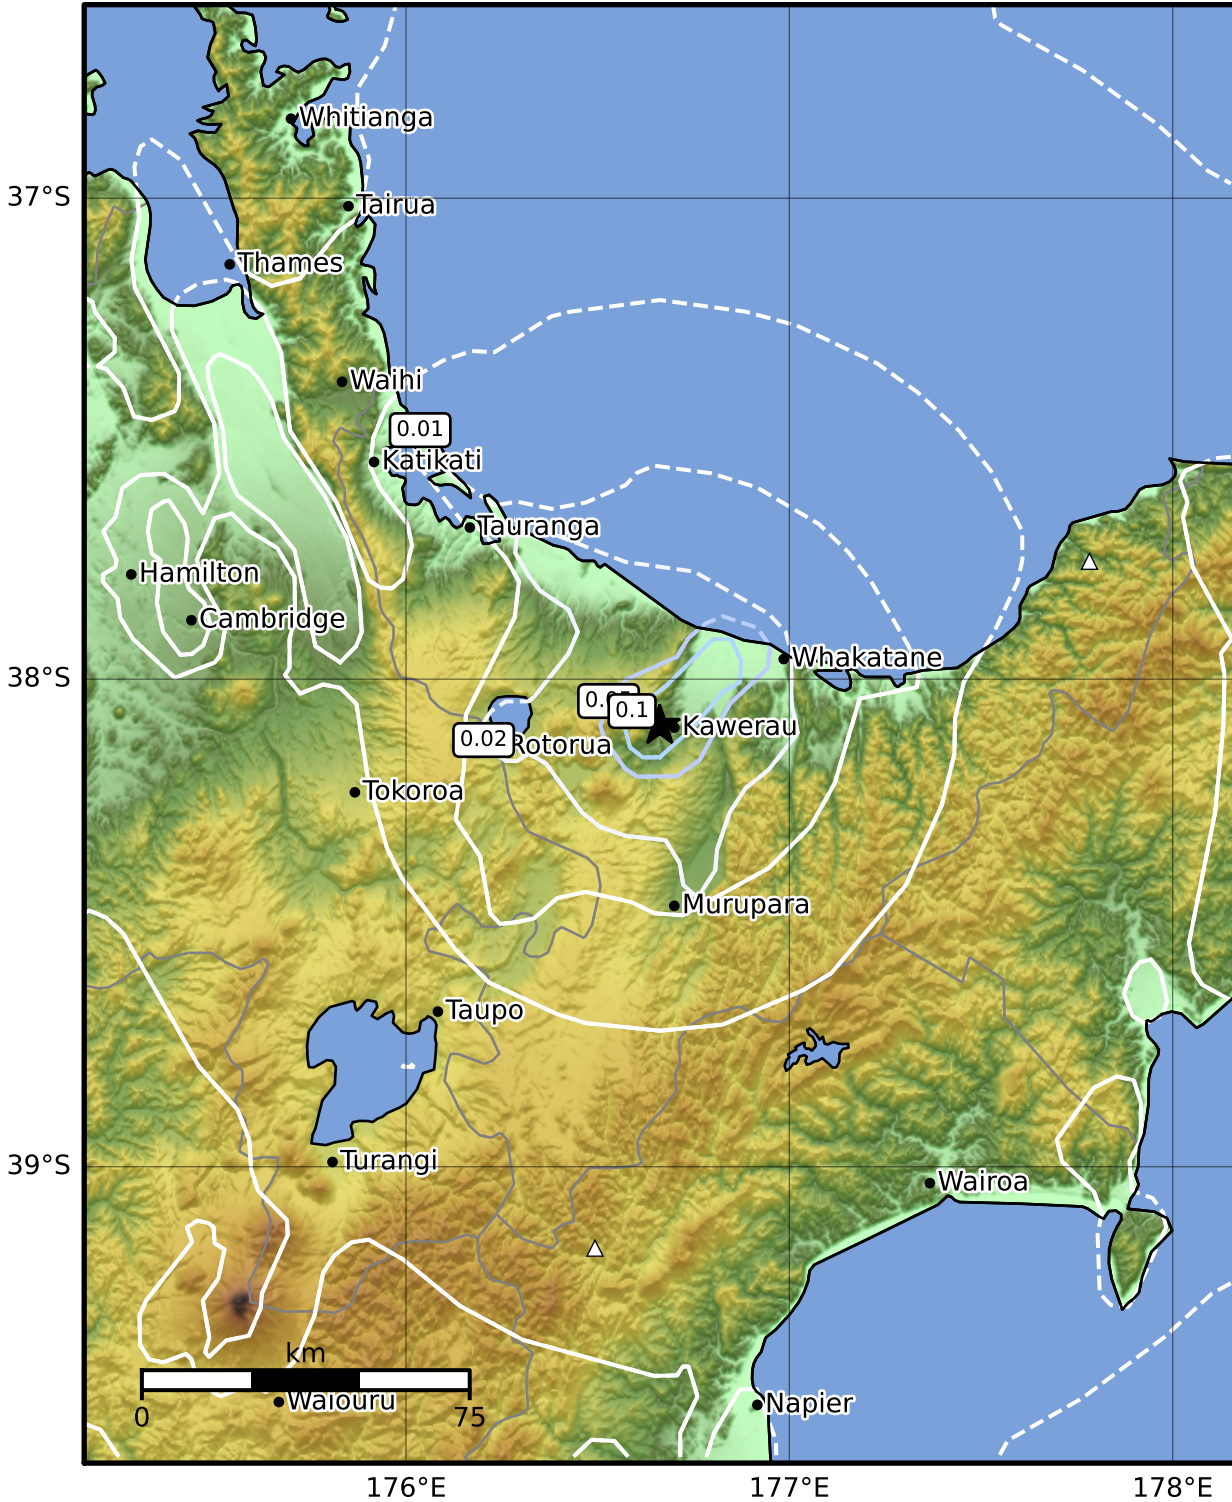 Whitianga
37°S
Tairua
Thames
Waihi
0.01
Katikati
Tauranga
Hamilton
Cambridge
Whakatane
38°S
0.1
Kawerau
0.02
Rotorua
Tokoroa
Murupara
Taupo
Turangi
39°S
Wairoa
km
0
75
Waiouru
Napier
176°E
177°E
178°E